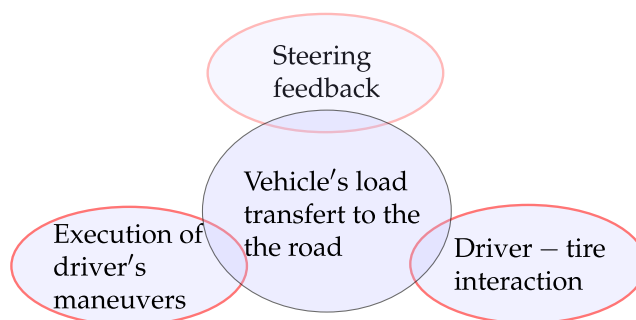 Steering
feedback
Vehicle's load
transfert to the
the road
Execution of
driver's
maneuvers
Driver – tire
interaction